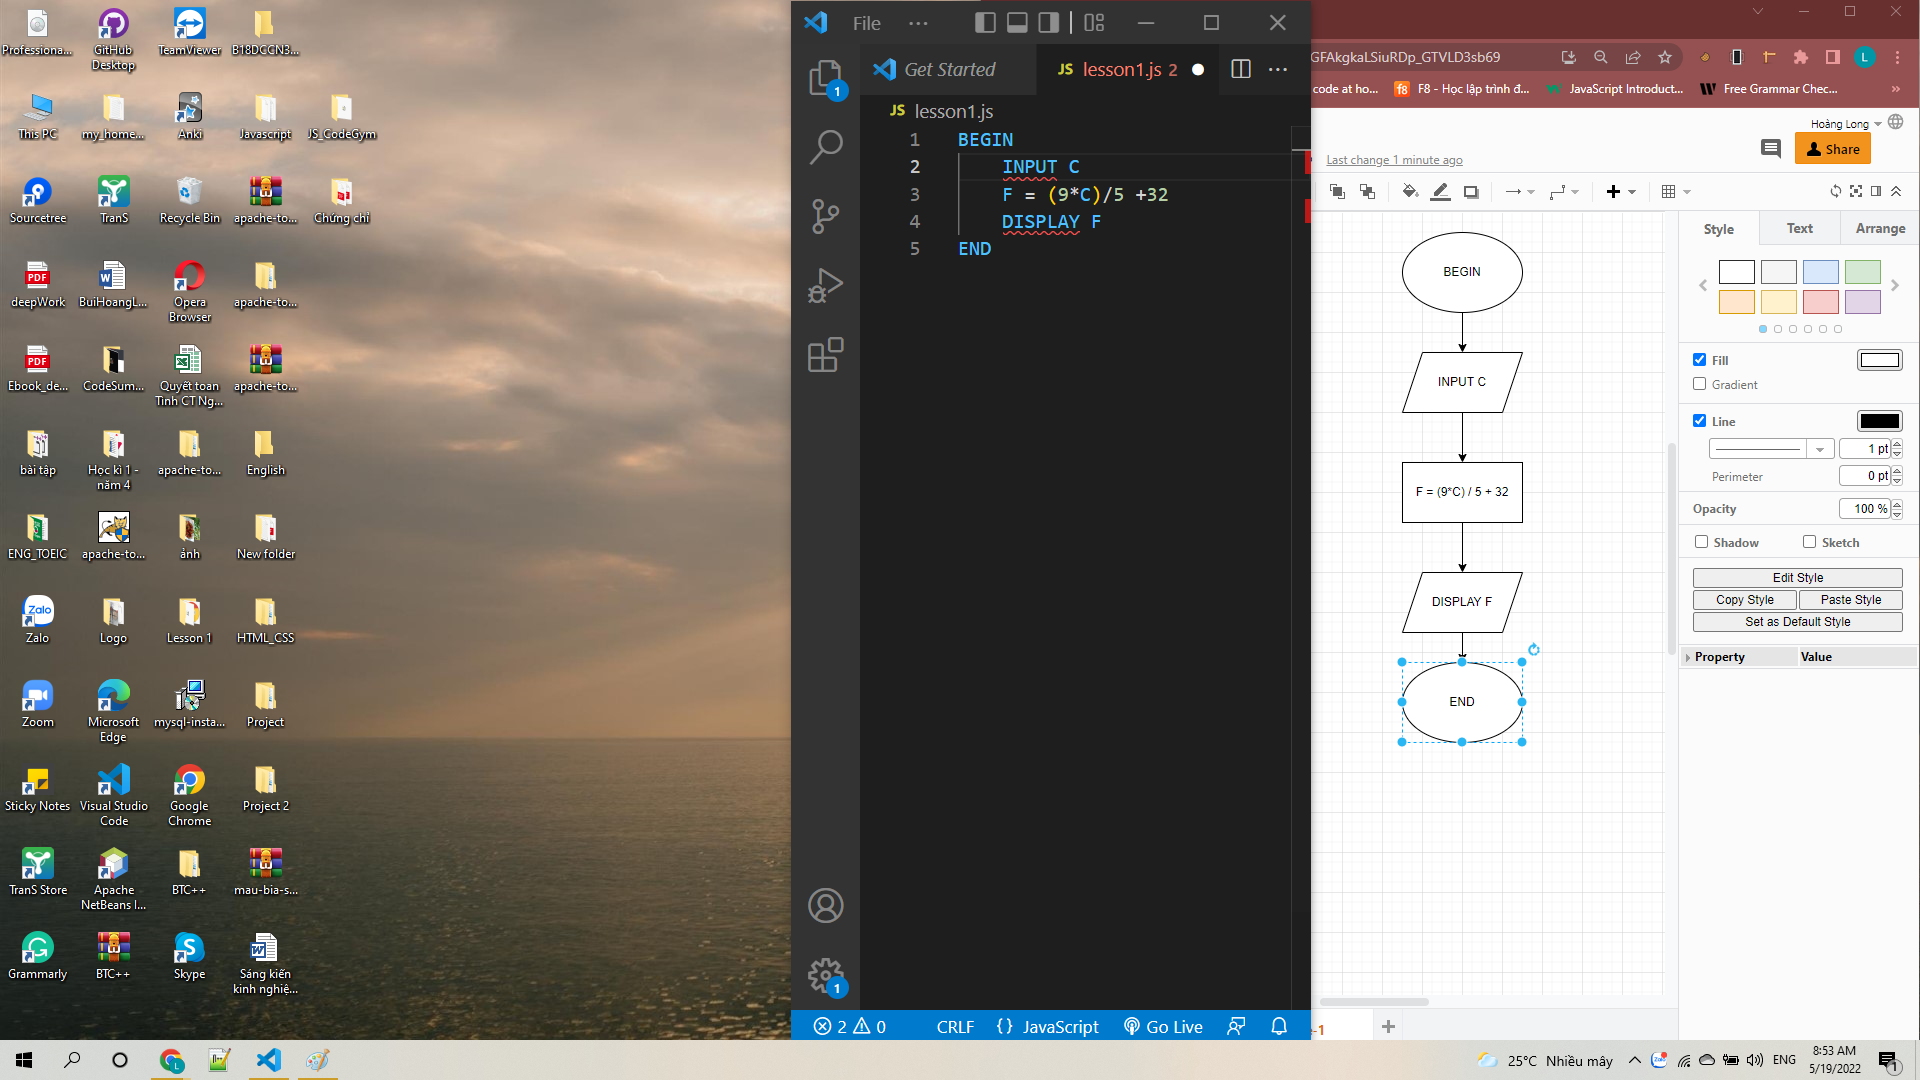 Professiona...
GitHub
Desktop
TeamViewer
B18DCCN3...
This PC
my_home...
Anki
Javascript
JS_CodeGym
Sourcetree
TranS
Recycle Bin
apache-to...
Chứng chỉ
deepWork
BuiHoangL...
Opera
Browser
apache-to...
Ebook_de...
CodeSum...
Quyết toan
Tinh CT Ng...
apache-to...
bài tập
Học kì 1 -
năm 4
apache-to...
English
ENG_TOEIC
apache-to...
ảnh
New folder
Zalo
Logo
Lesson 1
HTML_CSS
Zoom
Microsoft
Edge
mysql-insta...
Project
Sticky Notes
Visual Studio
Code
Google
Chrome
Project 2
TranS Store
Apache
NetBeans I...
BTC++
mau-bia-s...
Grammarly
BTC++
Skype
Sáng kiến
kinh nghiệ...
File ...
Get Started
JS lesson1.js 2
JS lesson1.js
1 BEGIN
2 INPUT C
3 F = (9*C)/5 +32
4 DISPLAY F
5 END
1
1
2 0 CRLF {} JavaScript Go Live
GFAkgkaLSiuRDp_GTVLD3sb69
L
code at ho...
F8 - Học lập trình đ...
JavaScript Introduct...
Free Grammar Chec...
Hoàng Long
Last change 1 minute ago
Share
BEGIN
INPUT C
F = (9*C) / 5 + 32
DISPLAY F
END
Style Text Arrange
Fill
Gradient
Line
1 pt
Perimeter 0 pt
Opacity 100 %
Shadow Sketch
Edit Style
Copy Style Paste Style
Set as Default Style
Property Value
-1
25°C Nhiều mây
ENG
8:53 AM
5/19/2022
1